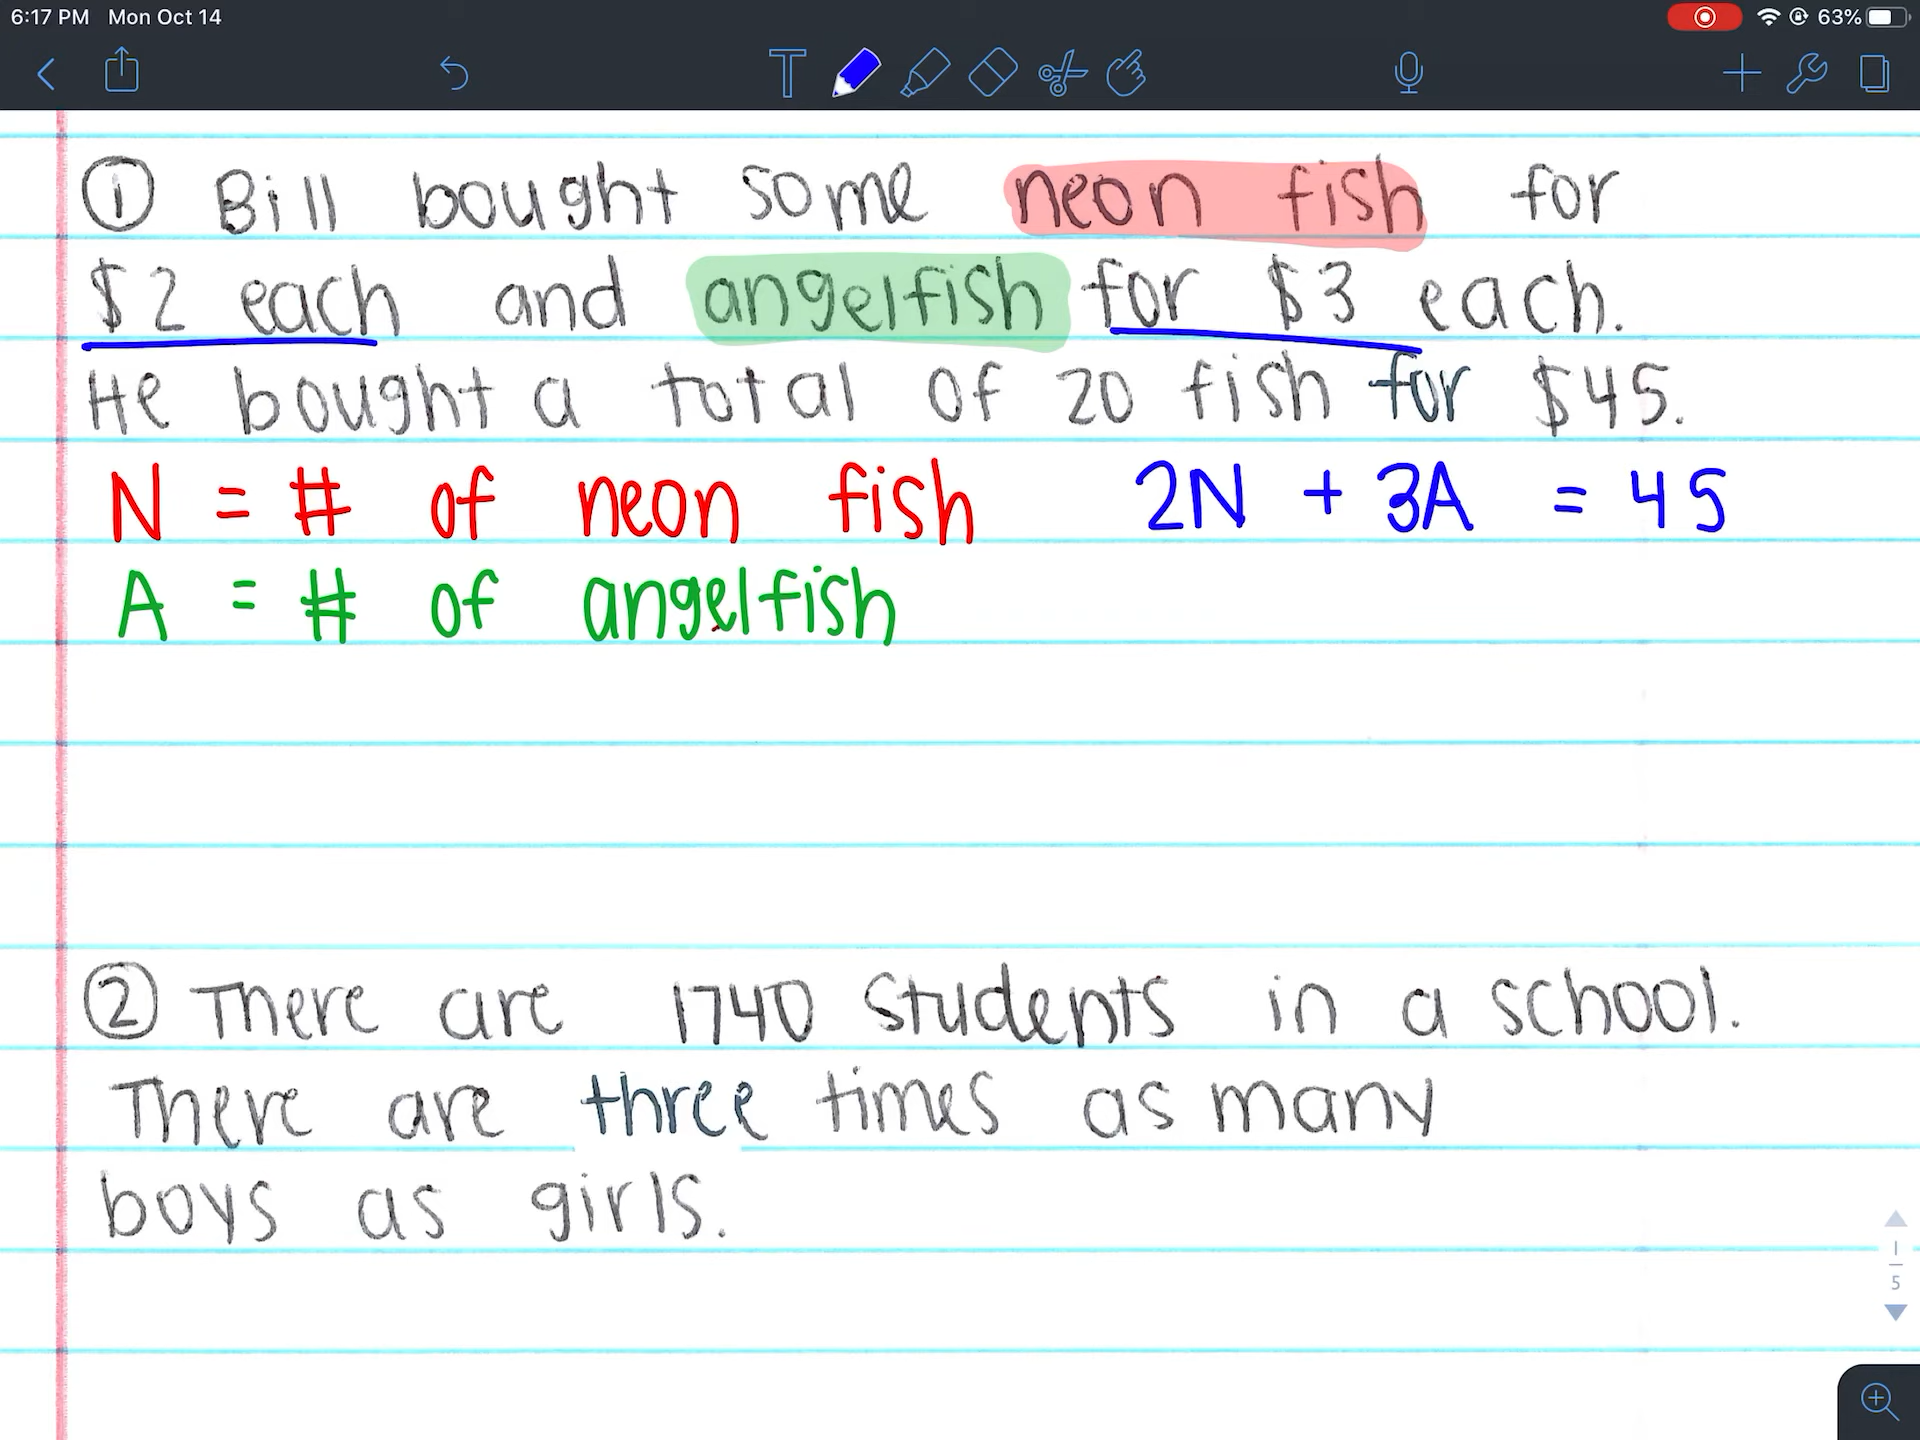 6:17 PM Mon Oct 14
63%
① Bill bought some neon fish for
$2 each and angelfish for $3 each.
He bought a total of 20 fish for $45.
N = # of neon fish 2N + 3A = 45
A = # of angelfish
② There are 1740 students in a school.
There are three times as many
boys as girls.
1
5